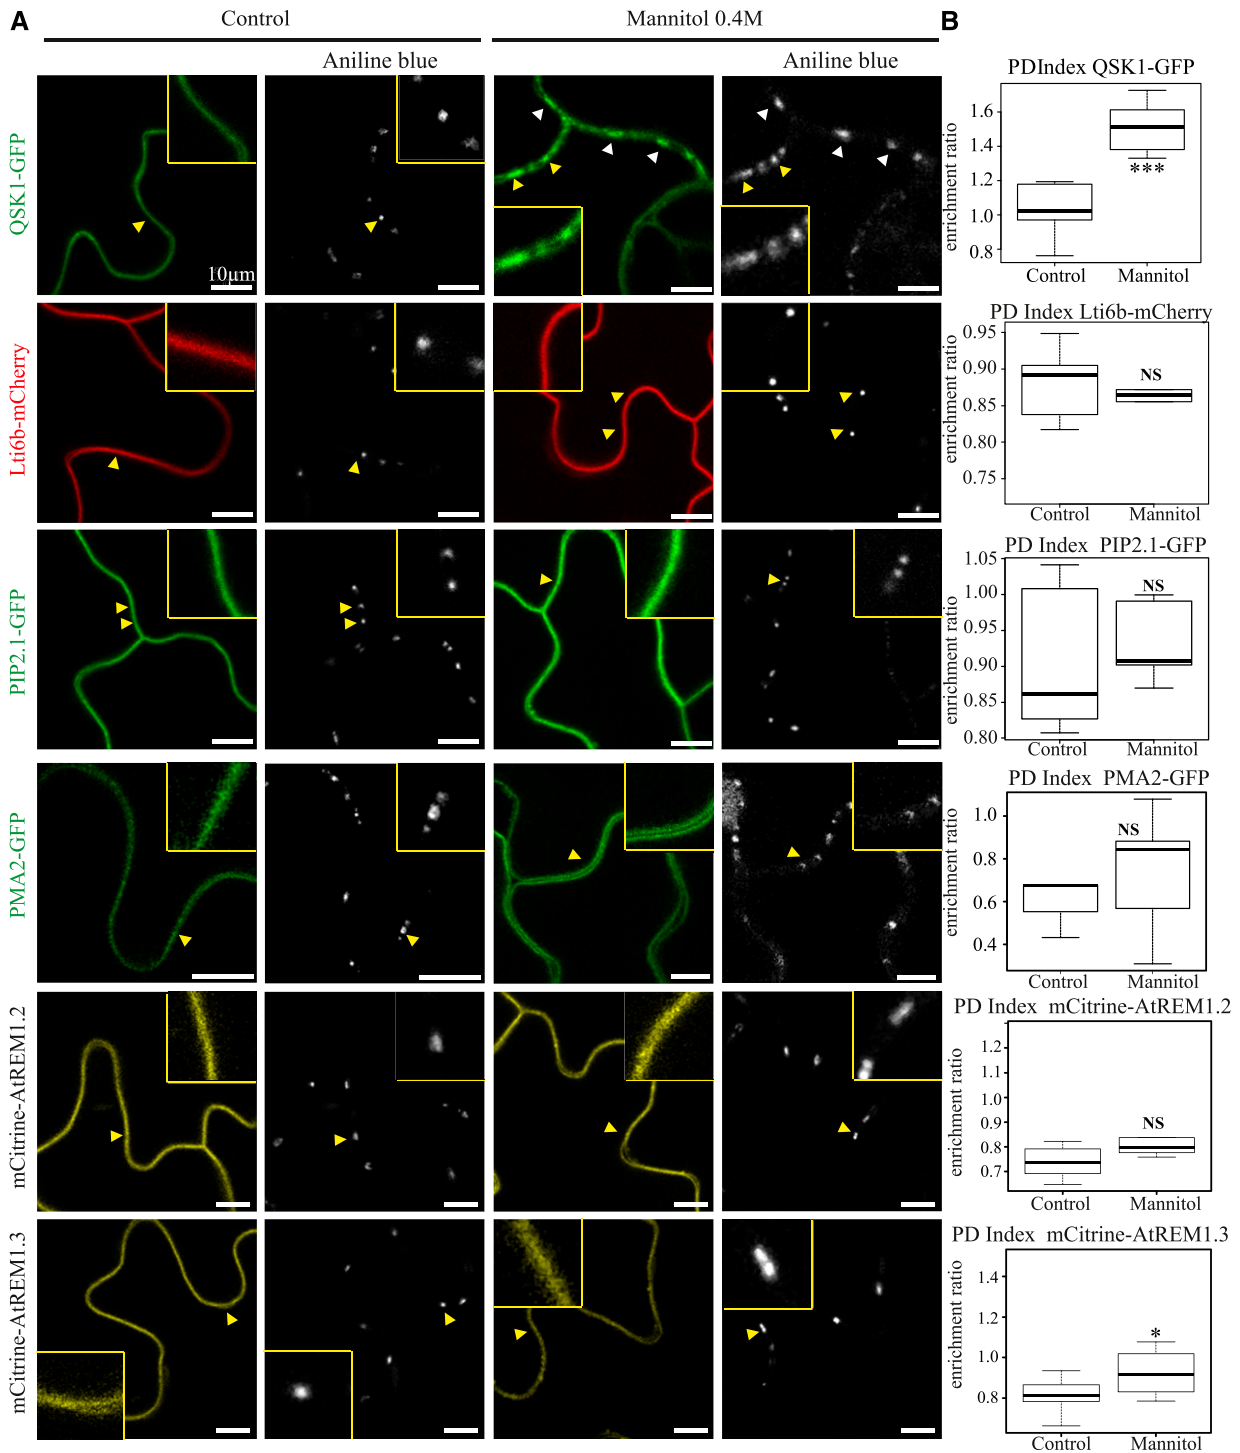 A
Control
Mannitol 0.4M
B
Aniline blue
Aniline blue
QSK1-GFP
10µm
PDIndex QSK1-GFP
enrichment ratio
1.6
1.4
1.2
1.0
0.8
***
Control
Mannitol
Lti6b-mCherry
PD Index Lti6b-mCherry
enrichment ratio
0.95
0.90
0.85
0.80
0.75
NS
Control
Mannitol
PIP2.1-GFP
PD Index PIP2.1-GFP
enrichment ratio
1.05
1.00
0.95
0.90
0.85
0.80
NS
Control
Mannitol
PMA2-GFP
PD Index PMA2-GFP
enrichment ratio
1.0
0.8
0.6
0.4
NS
Control
Mannitol
mCitrine-AtREM1.2
PD Index mCitrine-AtREM1.2
enrichment ratio
1.2
1.1
1.0
0.9
0.8
0.7
NS
Control
Mannitol
mCitrine-AtREM1.3
PD Index mCitrine-AtREM1.3
enrichment ratio
1.4
1.2
1.0
0.8
*
Control
Mannitol